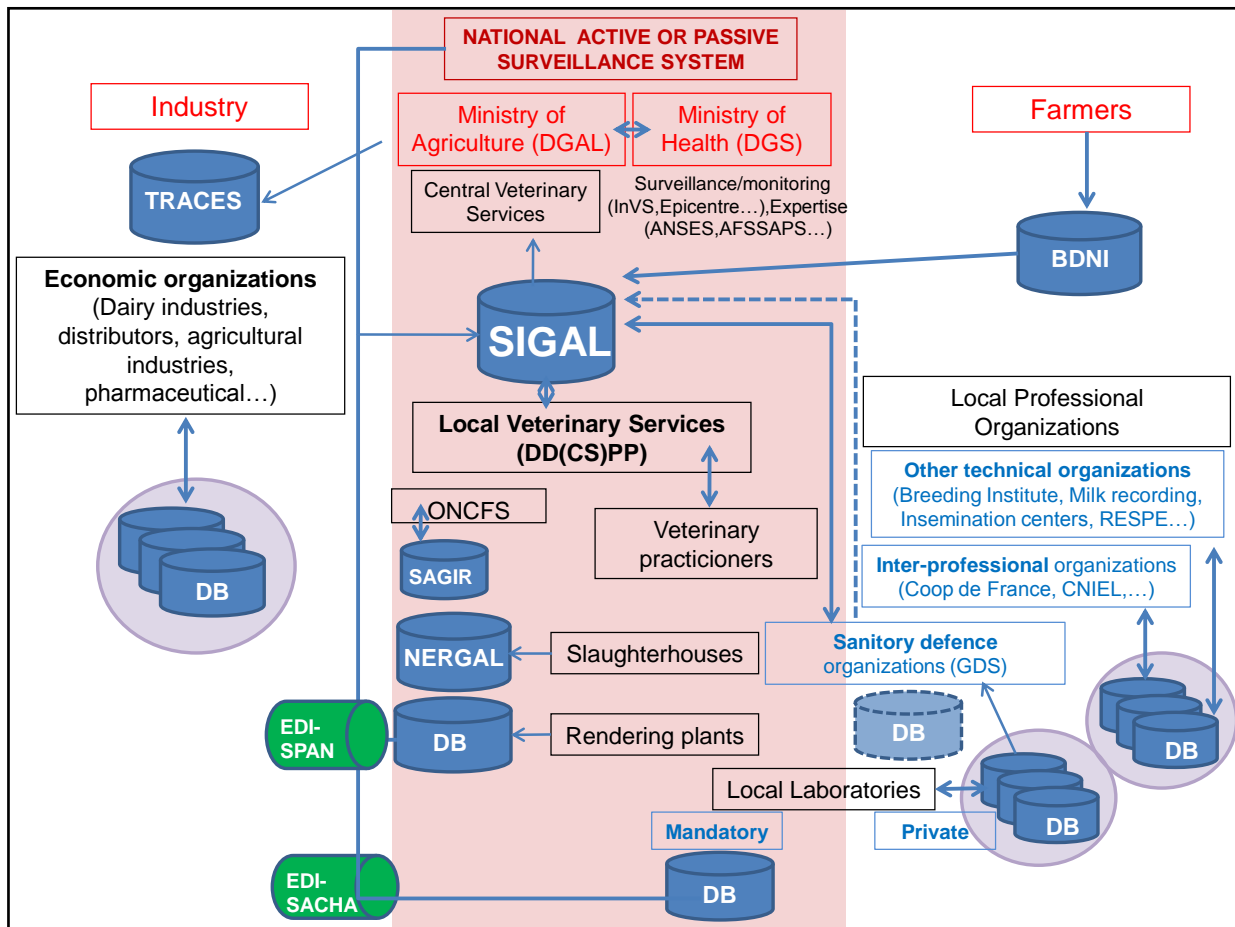 NATIONAL ACTIVE OR PASSIVE
SURVEILLANCE SYSTEM
Industry
Ministry of
Agriculture (DGAL)
Ministry of
Health (DGS)
Farmers
TRACES
Central Veterinary
Services
Surveillance/monitoring
(InVS,Epicentre…),Expertise
(ANSES,AFSSAPS…)
BDNI
Economic organizations
(Dairy industries,
distributors, agricultural
industries,
pharmaceutical…)
SIGAL
Local Veterinary Services
(DD(CS)PP)
Local Professional
Organizations
Other technical organizations
(Breeding Institute, Milk recording,
Insemination centers, RESPE…)
ONCFS
Veterinary
practicioners
SAGIR
Inter-professional organizations
(Coop de France, CNIEL,…)
DB
NERGAL
Slaughterhouses
Sanitory defence
organizations (GDS)
EDI-
SPAN
DB
Rendering plants
DB
DB
Local Laboratories
DB
Mandatory
Private
EDI-
SACHA
DB